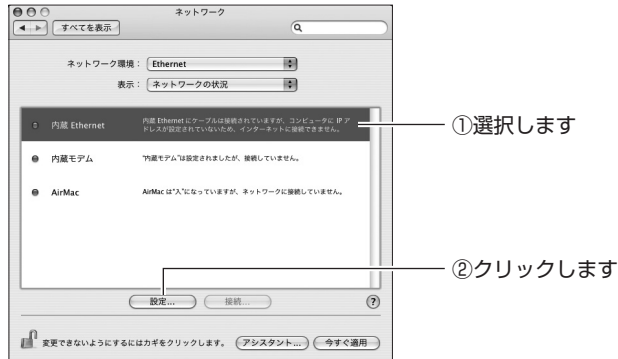 ネットワーク
すべてを表示
ネットワーク環境： Ethernet
表示： ネットワークの状況
内蔵 Ethernet
内蔵 Ethernet にケーブルは接続されていますが、コンピュータに IP ア
ドレスが設定されていないため、インターネットに接続できません。
①選択します
内蔵モデム
"内蔵モデム"は設定されましたが、接続していません。
AirMac
AirMac は"入"になっていますが、ネットワークに接続していません。
②クリックします
設定... 接続... ?
変更できないようにするにはカギをクリックします。 アシスタント... 今すぐ適用